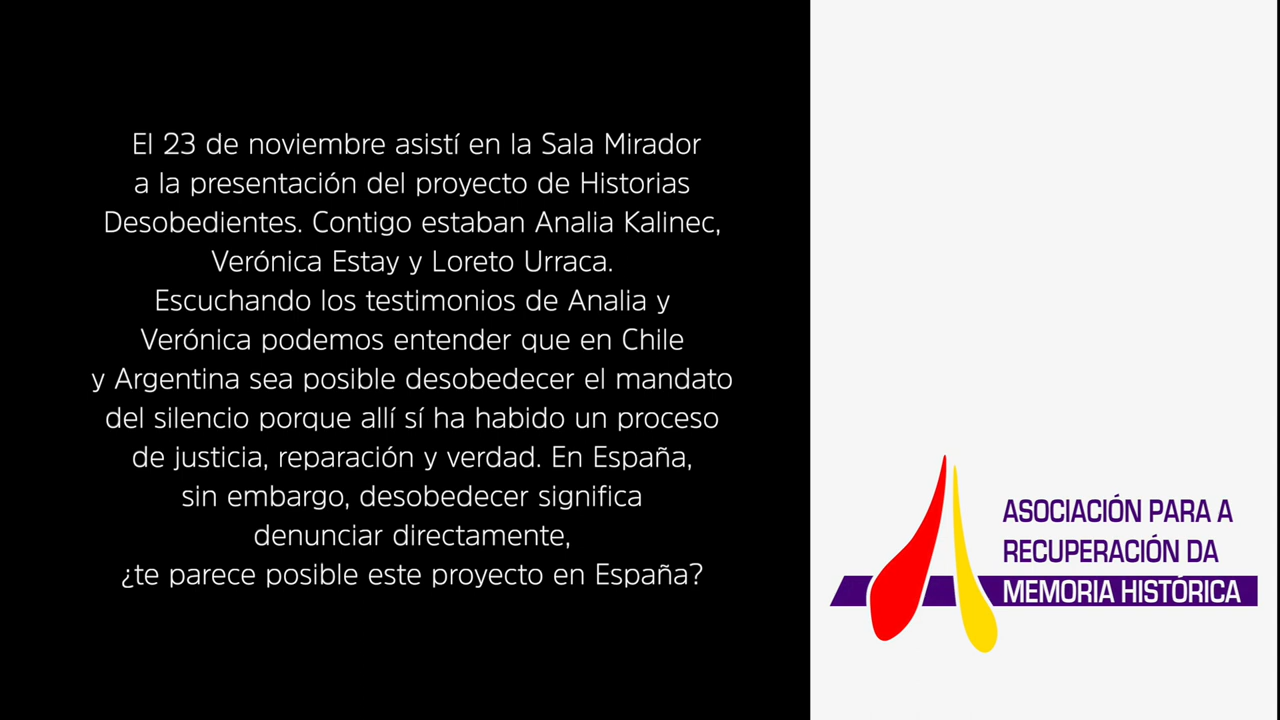 El 23 de noviembre asistí en la Sala Mirador
a la presentación del proyecto de Historias
Desobedientes. Contigo estaban Analia Kalinec,
Verónica Estay y Loreto Urraca.
Escuchando los testimonios de Analia y
Verónica podemos entender que en Chile
y Argentina sea posible desobedecer el mandato
del silencio porque allí sí ha habido un proceso
de justicia, reparación y verdad. En España,
sin embargo, desobedecer significa
denunciar directamente,
¿te parece posible este proyecto en España?
ASOCIACIÓN PARA A
RECUPERACIÓN DA
MEMORIA HISTÓRICA